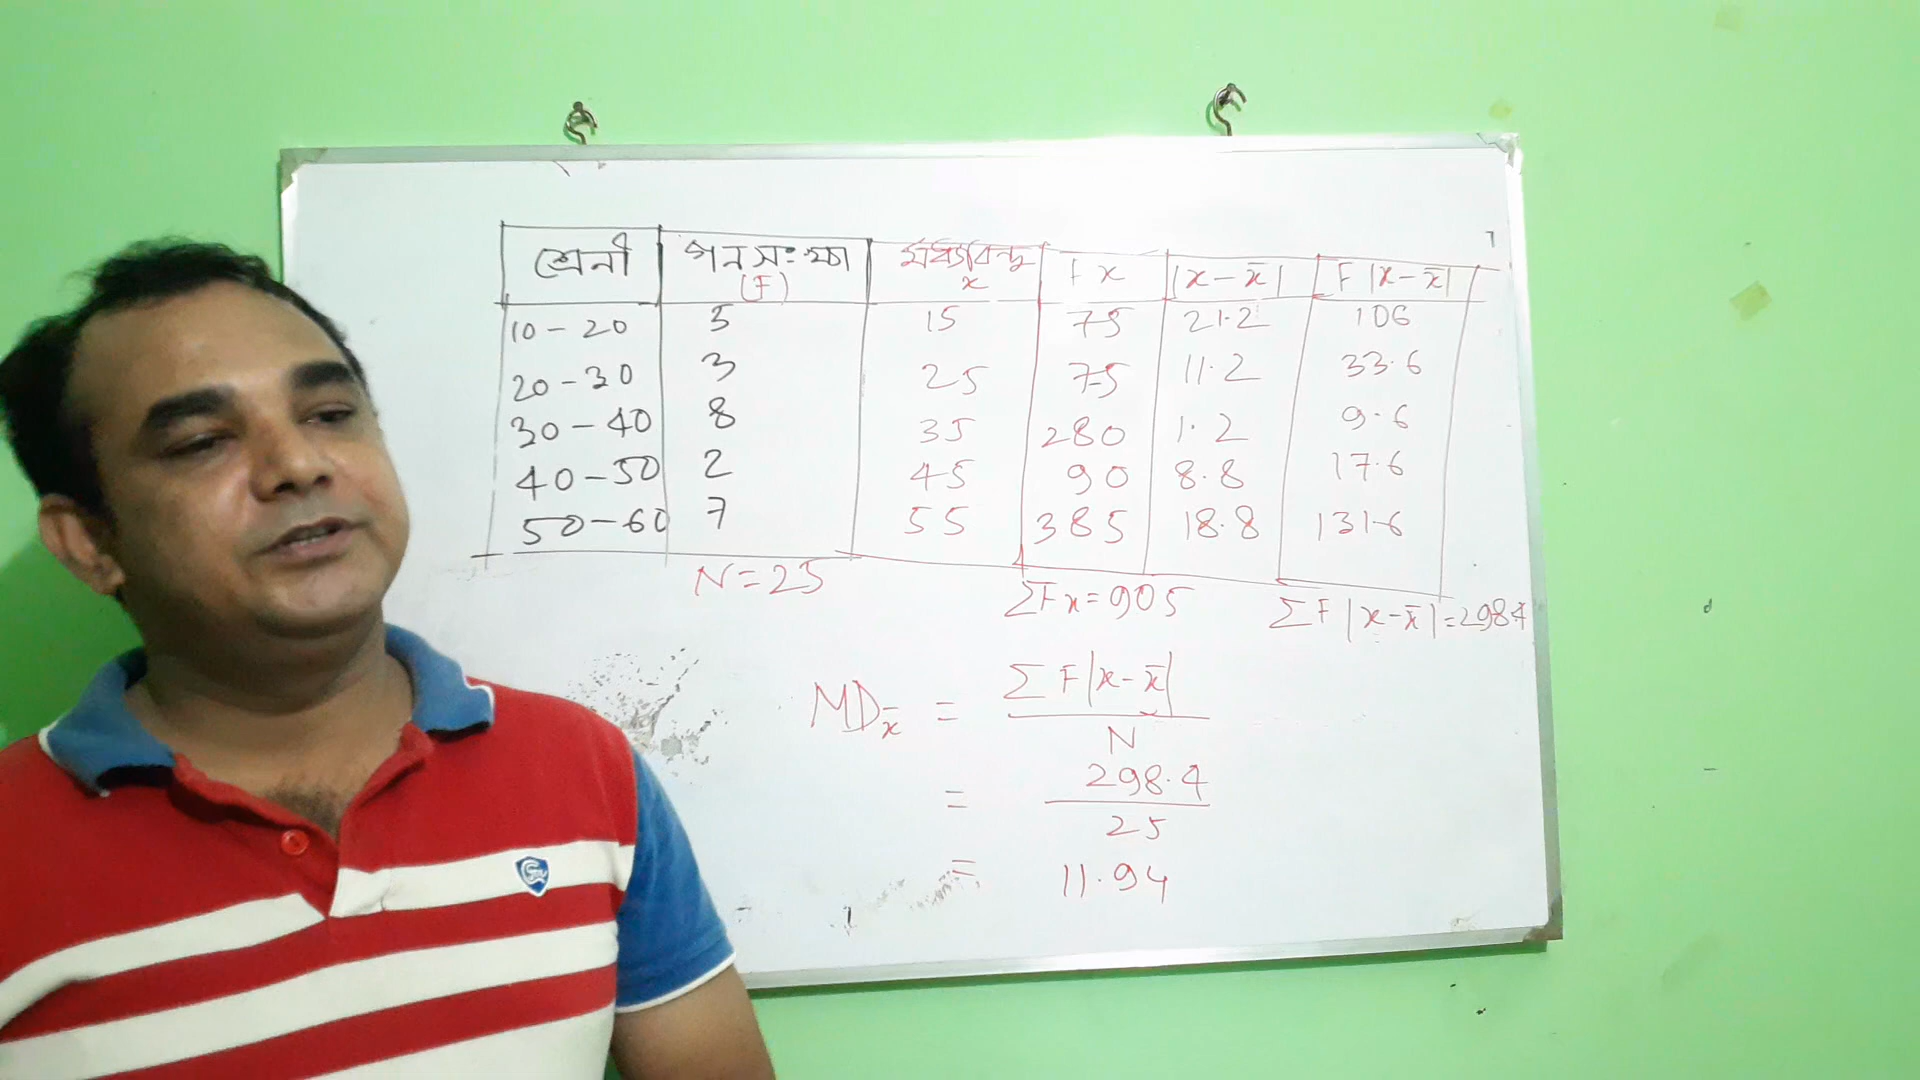 শ্রেনী গনসংখ্যা মধ্যবিন্দু Fx |x-x̄| F|x-x̄|
(F) x
10-20 5 15 75 21.2 106
20-30 3 25 75 11.2 33.6
30-40 8 35 280 1.2 9.6
40-50 2 45 90 8.8 17.6
50-60 7 55 385 18.8 131.6
N=25 ΣFx=905 ΣF|x-x̄|=298.4
MDx̄ = ΣF|x-x̄|
N
= 298.4
25
= 11.94